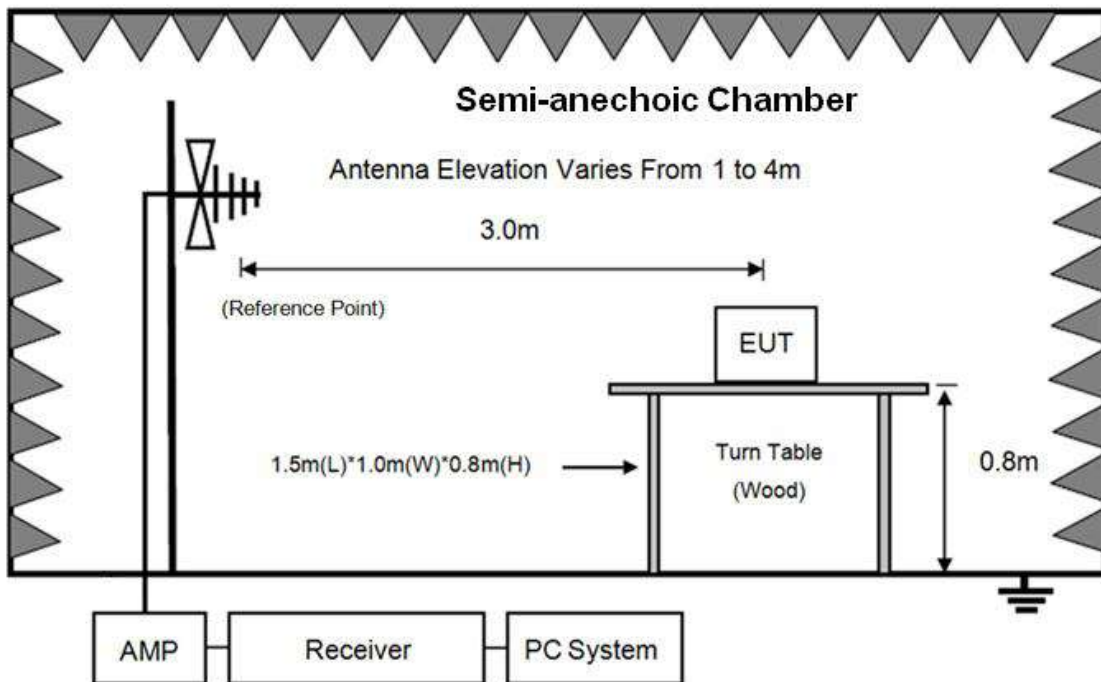 Semi-anechoic Chamber
Antenna Elevation Varies From 1 to 4m
3.0m
(Reference Point)
EUT
1.5m(L)*1.0m(W)*0.8m(H)
Turn Table
(Wood)
0.8m
AMP
Receiver
PC System